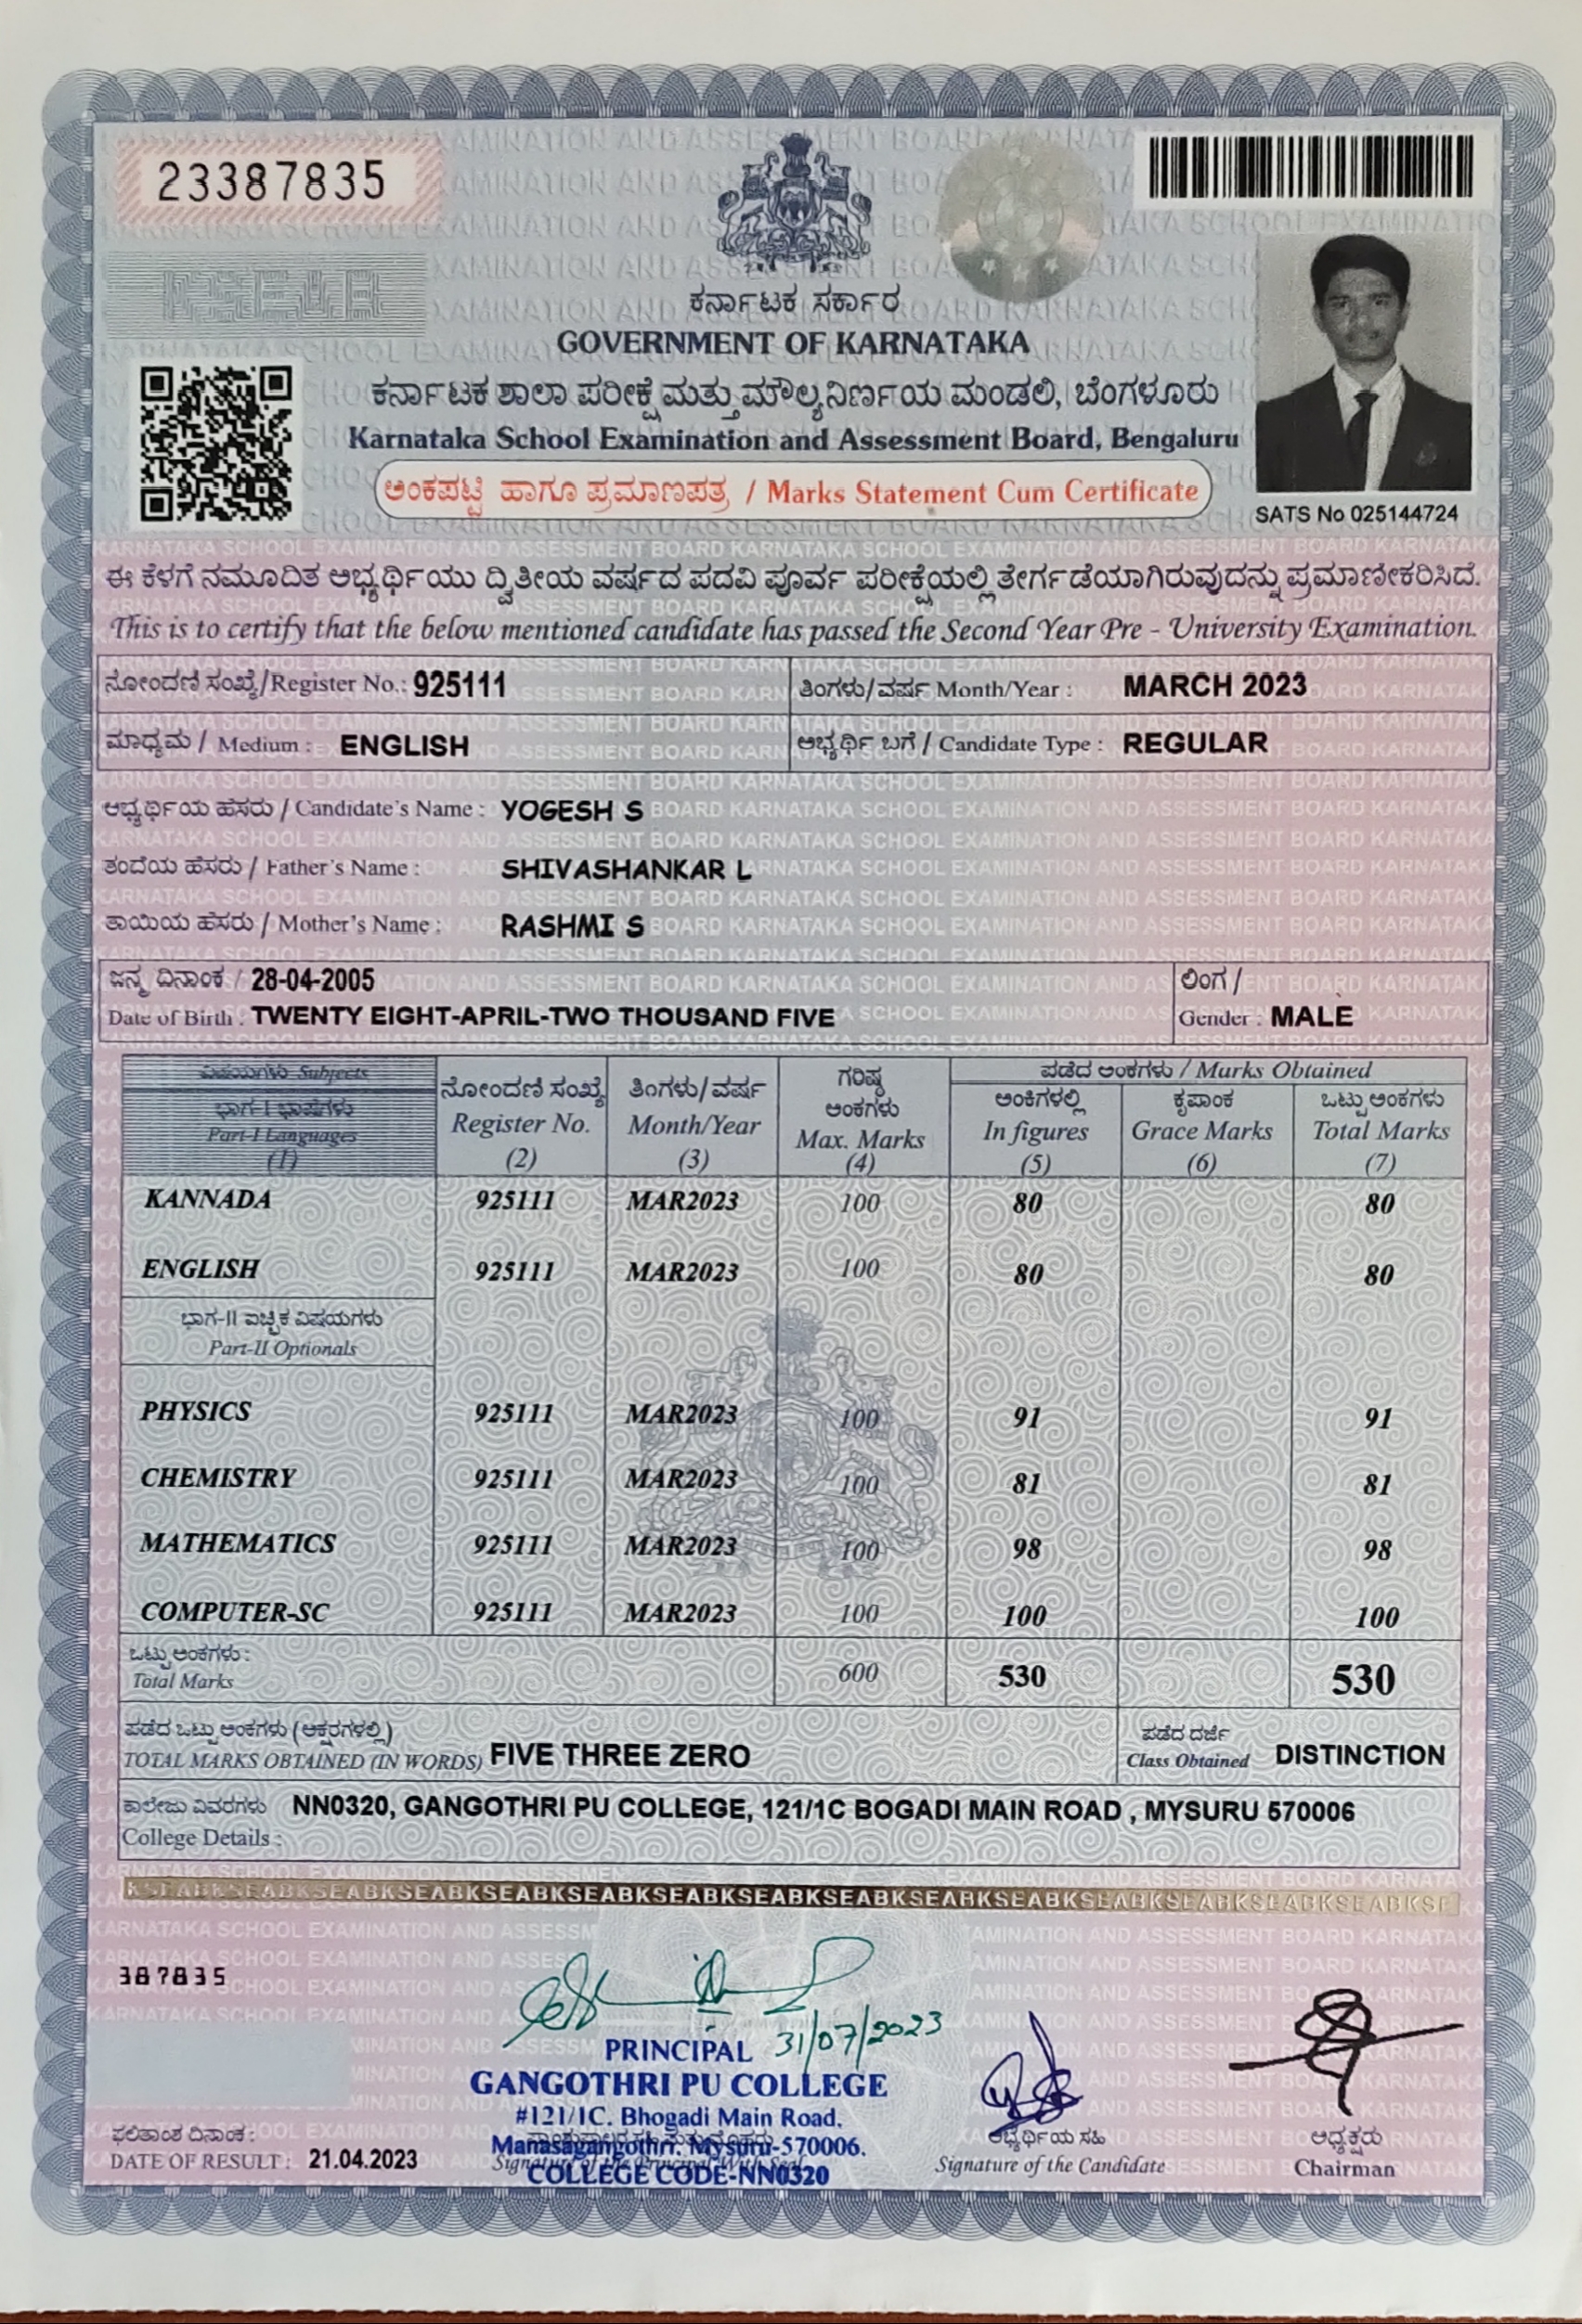 23387835
ಕರ್ನಾಟಕ ಸರ್ಕಾರ
GOVERNMENT OF KARNATAKA
ಕರ್ನಾಟಕ ಶಾಲಾ ಪರೀಕ್ಷೆ ಮತ್ತು ಮೌಲ್ಯನಿರ್ಣಯ ಮಂಡಲಿ, ಬೆಂಗಳೂರು
Karnataka School Examination and Assessment Board, Bengaluru
ಅಂಕಪಟ್ಟಿ ಹಾಗೂ ಪ್ರಮಾಣಪತ್ರ / Marks Statement Cum Certificate
SATS No 025144724
ಈ ಕೆಳಗೆ ನಮೂದಿತ ಅಭ್ಯರ್ಥಿಯು ದ್ವಿತೀಯ ವರ್ಷದ ಪದವಿ ಪೂರ್ವ ಪರೀಕ್ಷೆಯಲ್ಲಿ ತೇರ್ಗಡೆಯಾಗಿರುವುದನ್ನು ಪ್ರಮಾಣೀಕರಿಸಿದೆ.
This is to certify that the below mentioned candidate has passed the Second Year Pre - University Examination.
ನೋಂದಣಿ ಸಂಖ್ಯೆ/Register No.: 925111 ತಿಂಗಳು/ವರ್ಷ Month/Year : MARCH 2023
ಮಾಧ್ಯಮ / Medium : ENGLISH ಅಭ್ಯರ್ಥಿ ಬಗೆ / Candidate Type : REGULAR
ಅಭ್ಯರ್ಥಿಯ ಹೆಸರು / Candidate's Name : YOGESH S
ತಂದೆಯ ಹೆಸರು / Father's Name : SHIVASHANKAR L
ತಾಯಿಯ ಹೆಸರು / Mother's Name : RASHMI S
ಜನ್ಮ ದಿನಾಂಕ / 28-04-2005 ಲಿಂಗ /
Date of Birth : TWENTY EIGHT-APRIL-TWO THOUSAND FIVE Gender : MALE
ವಿಷಯಗಳು Subjects ಪಡೆದ ಅಂಕಗಳು / Marks Obtained
ಭಾಗ-I ಭಾಷೆಗಳು ನೋಂದಣಿ ಸಂಖ್ಯೆ ತಿಂಗಳು/ವರ್ಷ ಗರಿಷ್ಠ ಅಂಕಗಳು ಅಂಕಿಗಳಲ್ಲಿ ಕೃಪಾಂಕ ಒಟ್ಟು ಅಂಕಗಳು
Part-I Languages Register No. Month/Year Max. Marks In figures Grace Marks Total Marks
(1) (2) (3) (4) (5) (6) (7)
KANNADA 925111 MAR2023 100 80 80
ENGLISH 925111 MAR2023 100 80 80
ಭಾಗ-II ಐಚ್ಛಿಕ ವಿಷಯಗಳು
Part-II Optionals
PHYSICS 925111 MAR2023 100 91 91
CHEMISTRY 925111 MAR2023 100 81 81
MATHEMATICS 925111 MAR2023 100 98 98
COMPUTER-SC 925111 MAR2023 100 100 100
ಒಟ್ಟು ಅಂಕಗಳು :
Total Marks 600 530 530
ಪಡೆದ ಒಟ್ಟು ಅಂಕಗಳು (ಅಕ್ಷರಗಳಲ್ಲಿ) ಪಡೆದ ದರ್ಜೆ
TOTAL MARKS OBTAINED (IN WORDS) FIVE THREE ZERO Class Obtained DISTINCTION
ಕಾಲೇಜು ವಿವರಗಳು NN0320, GANGOTHRI PU COLLEGE, 121/1C BOGADI MAIN ROAD , MYSURU 570006
College Details :
387835
31/07/2023
PRINCIPAL
GANGOTHRI PU COLLEGE
#121/1C. Bhogadi Main Road.
Manasagangothri. Mysuru-570006.
COLLEGE CODE-NN0320
ಫಲಿತಾಂಶ ದಿನಾಂಕ :
DATE OF RESULT : 21.04.2023
ಅಭ್ಯರ್ಥಿಯ ಸಹಿ
Signature of the Candidate
ಅಧ್ಯಕ್ಷರು
Chairman